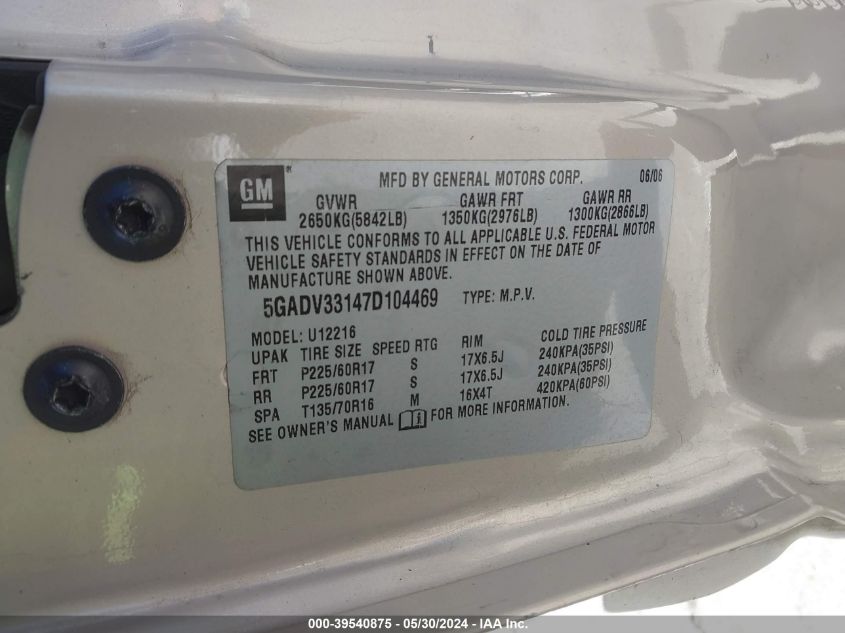 GM
MFD BY GENERAL MOTORS CORP. 06/06
GVWR GAWR FRT GAWR RR
2650KG(5842LB) 1350KG(2976LB) 1300KG(2866LB)
THIS VEHICLE CONFORMS TO ALL APPLICABLE U.S. FEDERAL MOTOR
VEHICLE SAFETY STANDARDS IN EFFECT ON THE DATE OF
MANUFACTURE SHOWN ABOVE.
5GADV33147D104469 TYPE: M.P.V.
MODEL: U12216
UPAK TIRE SIZE SPEED RTG RIM COLD TIRE PRESSURE
FRT P225/60R17 S 17X6.5J 240KPA(35PSI)
RR P225/60R17 S 17X6.5J 240KPA(35PSI)
SPA T135/70R16 M 16X4T 420KPA(60PSI)
SEE OWNER'S MANUAL FOR MORE INFORMATION.
000-39540875 - 05/30/2024 - IAA Inc.